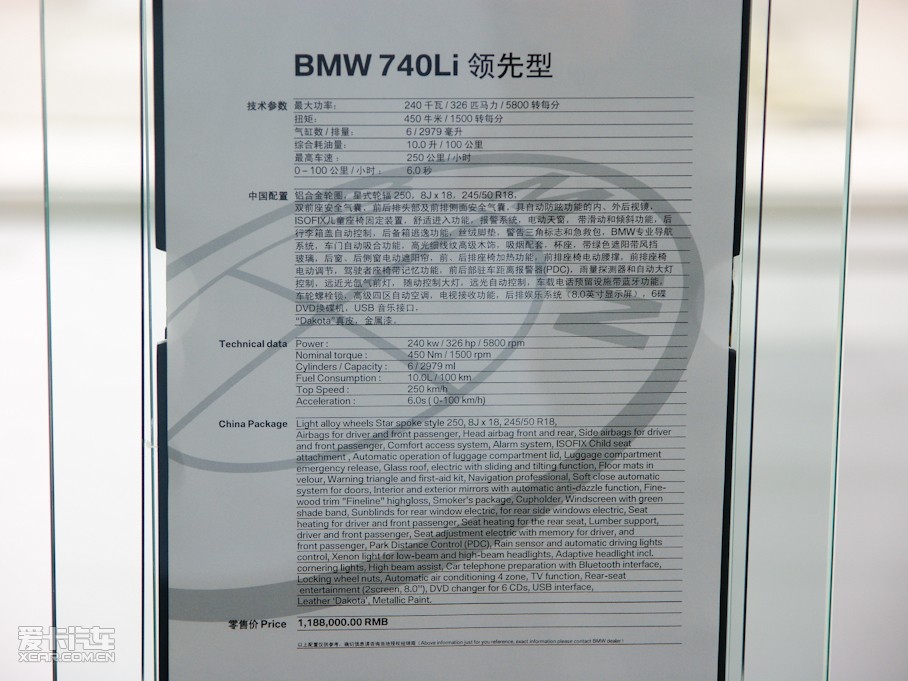 BMW 740Li 领先型
技术参数 最大功率: 240 千瓦 / 326 匹马力 / 5800 转每分
扭矩: 450 牛米 / 1500 转每分
气缸数 / 排量: 6 / 2979 毫升
综合耗油量: 10.0 升 / 100 公里
最高车速: 250 公里 / 小时
0 – 100 公里 / 小时: 6.0 秒
中国配置 铝合金轮圈, 星式轮辐 250, 8J x 18, 245/50 R18,
双前座安全气囊, 前后排头部及前排侧面安全气囊, 具自动防眩功能的内、外后视镜,
ISOFIX儿童座椅固定装置, 舒适进入功能, 报警系统, 电动天窗, 带滑动和倾斜功能, 后
行李箱盖自动控制, 后备箱逃逸功能, 丝绒脚垫, 警告三角标志和急救包, BMW专业导航
系统, 车门自动吸合功能, 高光细线纹高级木饰, 吸烟配套, 杯座, 带绿色遮阳带风挡
玻璃, 后窗、后侧窗电动遮阳帘, 前、后排座椅加热功能, 前排座椅电动腰撑, 前排座椅
电动调节, 驾驶者座椅带记忆功能, 前后部驻车距离报警器(PDC), 雨量探测器和自动大灯
控制, 远近光氙气前灯, 随动控制大灯, 远光自动控制, 车载电话预留设施带蓝牙功能,
车轮螺栓锁, 高级四区自动空调, 电视接收功能, 后排娱乐系统 (8.0英寸显示屏), 6碟
DVD换碟机, USB 音乐接口,
“Dakota”真皮, 金属漆。
Technical data Power : 240 kw / 326 hp / 5800 rpm
Nominal torque : 450 Nm / 1500 rpm
Cylinders / Capacity : 6 / 2979 ml
Fuel Consumption : 10.0L / 100 km
Top Speed : 250 km/h
Acceleration : 6.0s ( 0-100 km/h)
China Package Light alloy wheels Star spoke style 250, 8J x 18, 245/50 R18,
Airbags for driver and front passenger, Head airbag front and rear, Side airbags for driver
and front passenger, Comfort access system, Alarm system, ISOFIX Child seat
attachment , Automatic operation of luggage compartment lid, Luggage compartment
emergency release, Glass roof, electric with sliding and tilting function, Floor mats in
velour, Warning triangle and first-aid kit, Navigation professional, Soft close automatic
system for doors, Interior and exterior mirrors with automatic anti-dazzle function, Fine-
wood trim "Fineline" highgloss, Smoker's package, Cupholder, Windscreen with green
shade band, Sunblinds for rear window electric, for rear side windows electric, Seat
heating for driver and front passenger, Seat heating for the rear seat, Lumber support,
driver and front passenger, Seat adjustment electric with memory for driver, and
front passenger, Park Distance Control (PDC), Rain sensor and automatic driving lights
control, Xenon light for low-beam and high-beam headlights, Adaptive headlight incl.
cornering lights, High beam assist, Car telephone preparation with Bluetooth interface,
Locking wheel nuts, Automatic air conditioning 4 zone, TV function, Rear-seat
entertainment (2screen, 8.0"), DVD changer for 6 CDs, USB interface,
Leather 'Dakota', Metallic Paint.
零售价 Price 1,188,000.00 RMB
以上配置仅供参考, (Above information just for you reference, exact information please contact BMW dealer)
爱卡汽车
XCAR.COM.CN